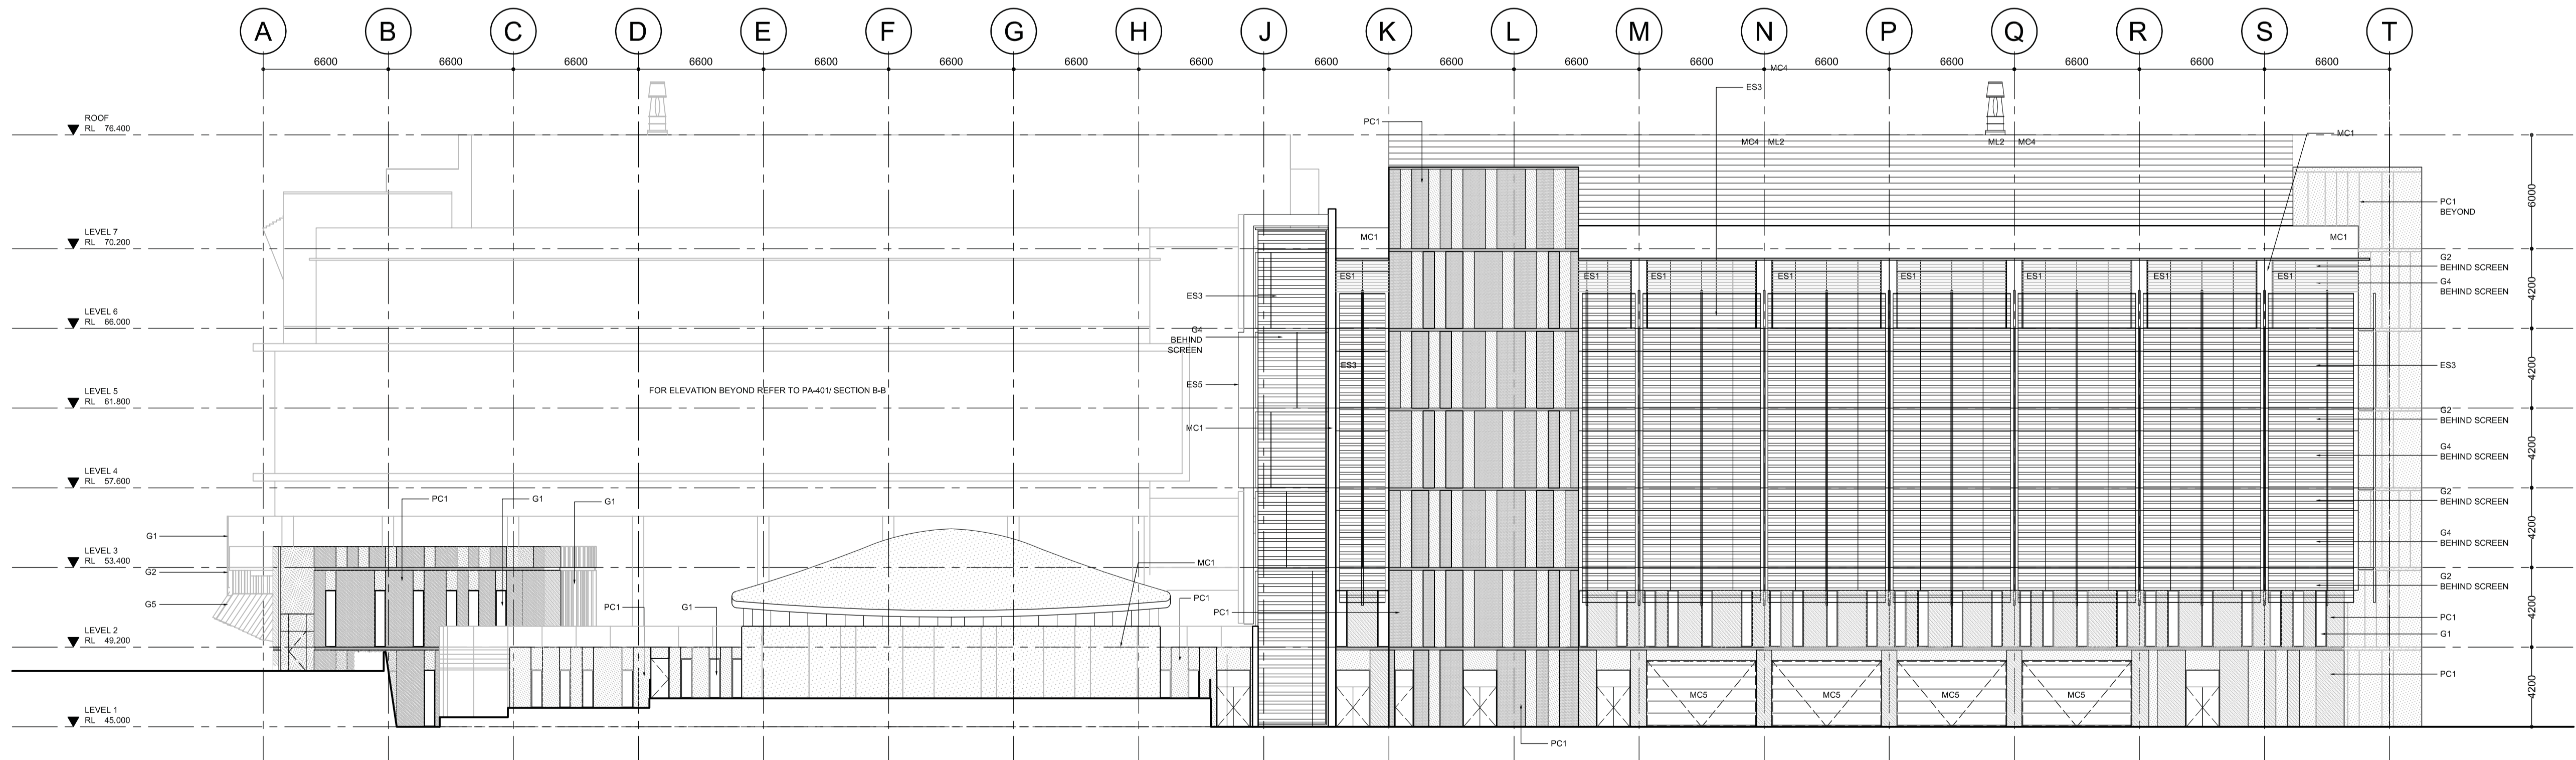 A B C D E F G H J K L M N P Q R S T
6600 6600 6600 6600 6600 6600 6600 6600 6600 6600 6600 6600 6600 6600 6600 6600 6600
MC4
ES3
ROOF
RL 76.400
PC1
MC1
MC4 ML2
ML2 MC4
6000
PC1
BEYOND
LEVEL 7
RL 70.200
MC1
MC1
G2
BEHIND SCREEN
ES1 ES1 ES1 ES1 ES1 ES1 ES1 ES1
G4
BEHIND SCREEN
4200
ES3
LEVEL 6
RL 66.000
G4
BEHIND
SCREEN
ES3
ES3
4200
ES5
FOR ELEVATION BEYOND REFER TO PA-401/ SECTION B-B
LEVEL 5
RL 61.800
G2
BEHIND SCREEN
MC1
G4
BEHIND SCREEN
4200
LEVEL 4
RL 57.600
PC1
G1
G1
G2
BEHIND SCREEN
G1
G4
BEHIND SCREEN
4200
LEVEL 3
RL 53.400
MC1
G2
G2
BEHIND SCREEN
G5
PC1
G1
PC1
PC1
4200
PC1
LEVEL 2
RL 49.200
G1
PC1
MC5 MC5 MC5 MC5
4200
LEVEL 1
RL 45.000
PC1